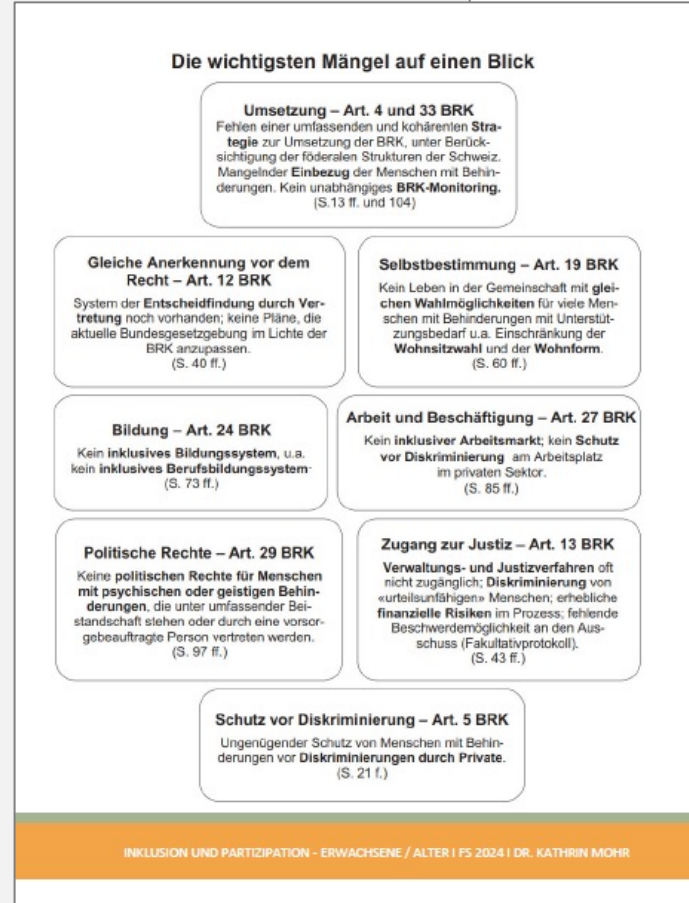 Die wichtigsten Mängel auf einen Blick
Umsetzung – Art. 4 und 33 BRK
Fehlen einer umfassenden und kohärenten Stra-
tegie zur Umsetzung der BRK, unter Berück-
sichtigung der föderalen Strukturen der Schweiz.
Mangelnder Einbezug der Menschen mit Behin-
derungen. Kein unabhängiges BRK-Monitoring.
(S.13 ff. und 104)
Gleiche Anerkennung vor dem
Recht – Art. 12 BRK
System der Entscheidfindung durch Ver-
tretung noch vorhanden; keine Pläne, die
aktuelle Bundesgesetzgebung im Lichte der
BRK anzupassen.
(S. 40 ff.)
Selbstbestimmung – Art. 19 BRK
Kein Leben in der Gemeinschaft mit glei-
chen Wahlmöglichkeiten für viele Men-
schen mit Behinderungen mit Unterstüt-
zungsbedarf u.a. Einschränkung der
Wohnsitzwahl und der Wohnform.
(S. 60 ff.)
Bildung – Art. 24 BRK
Kein inklusives Bildungssystem, u.a.
kein inklusives Berufsbildungssystem
(S. 73 ff.)
Arbeit und Beschäftigung – Art. 27 BRK
Kein inklusiver Arbeitsmarkt; kein Schutz
vor Diskriminierung am Arbeitsplatz
im privaten Sektor.
(S. 85 ff.)
Politische Rechte – Art. 29 BRK
Keine politischen Rechte für Menschen
mit psychischen oder geistigen Behin-
derungen, die unter umfassender Bei-
standschaft stehen oder durch eine vorsor-
gebeauftragte Person vertreten werden.
(S. 97 ff.)
Zugang zur Justiz – Art. 13 BRK
Verwaltungs- und Justizverfahren oft
nicht zugänglich; Diskriminierung von
«urteilsunfähigen» Menschen; erhebliche
finanzielle Risiken im Prozess; fehlende
Beschwerdemöglichkeit an den Aus-
schuss (Fakultativprotokoll).
(S. 43 ff.)
Schutz vor Diskriminierung – Art. 5 BRK
Ungenügender Schutz von Menschen mit Behin-
derungen vor Diskriminierungen durch Private.
(S. 21 f.)
INKLUSION UND PARTIZIPATION - ERWACHSENE / ALTER I FS 2024 I DR. KATHRIN MOHR